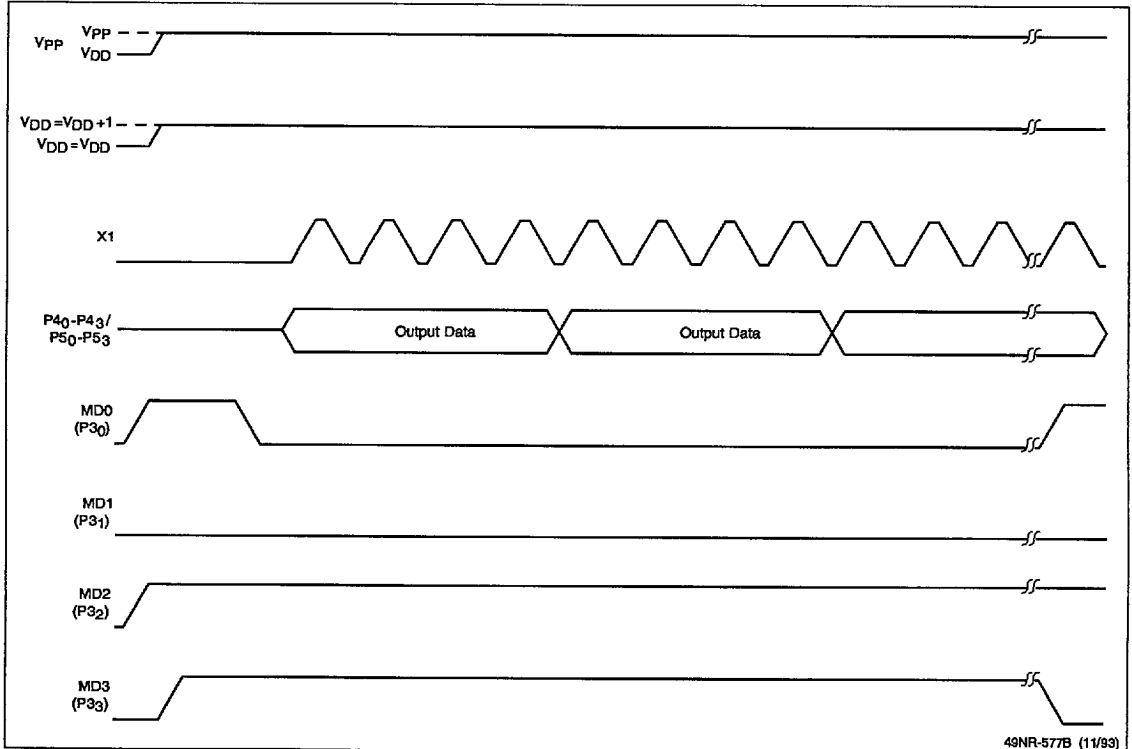 VPP
VPP
VDD
VDD=VDD+1
VDD=VDD
X1
P40-P43/
P50-P53
Output Data
Output Data
MD0
(P30)
MD1
(P31)
MD2
(P32)
MD3
(P33)
49NR-577B (11/93)